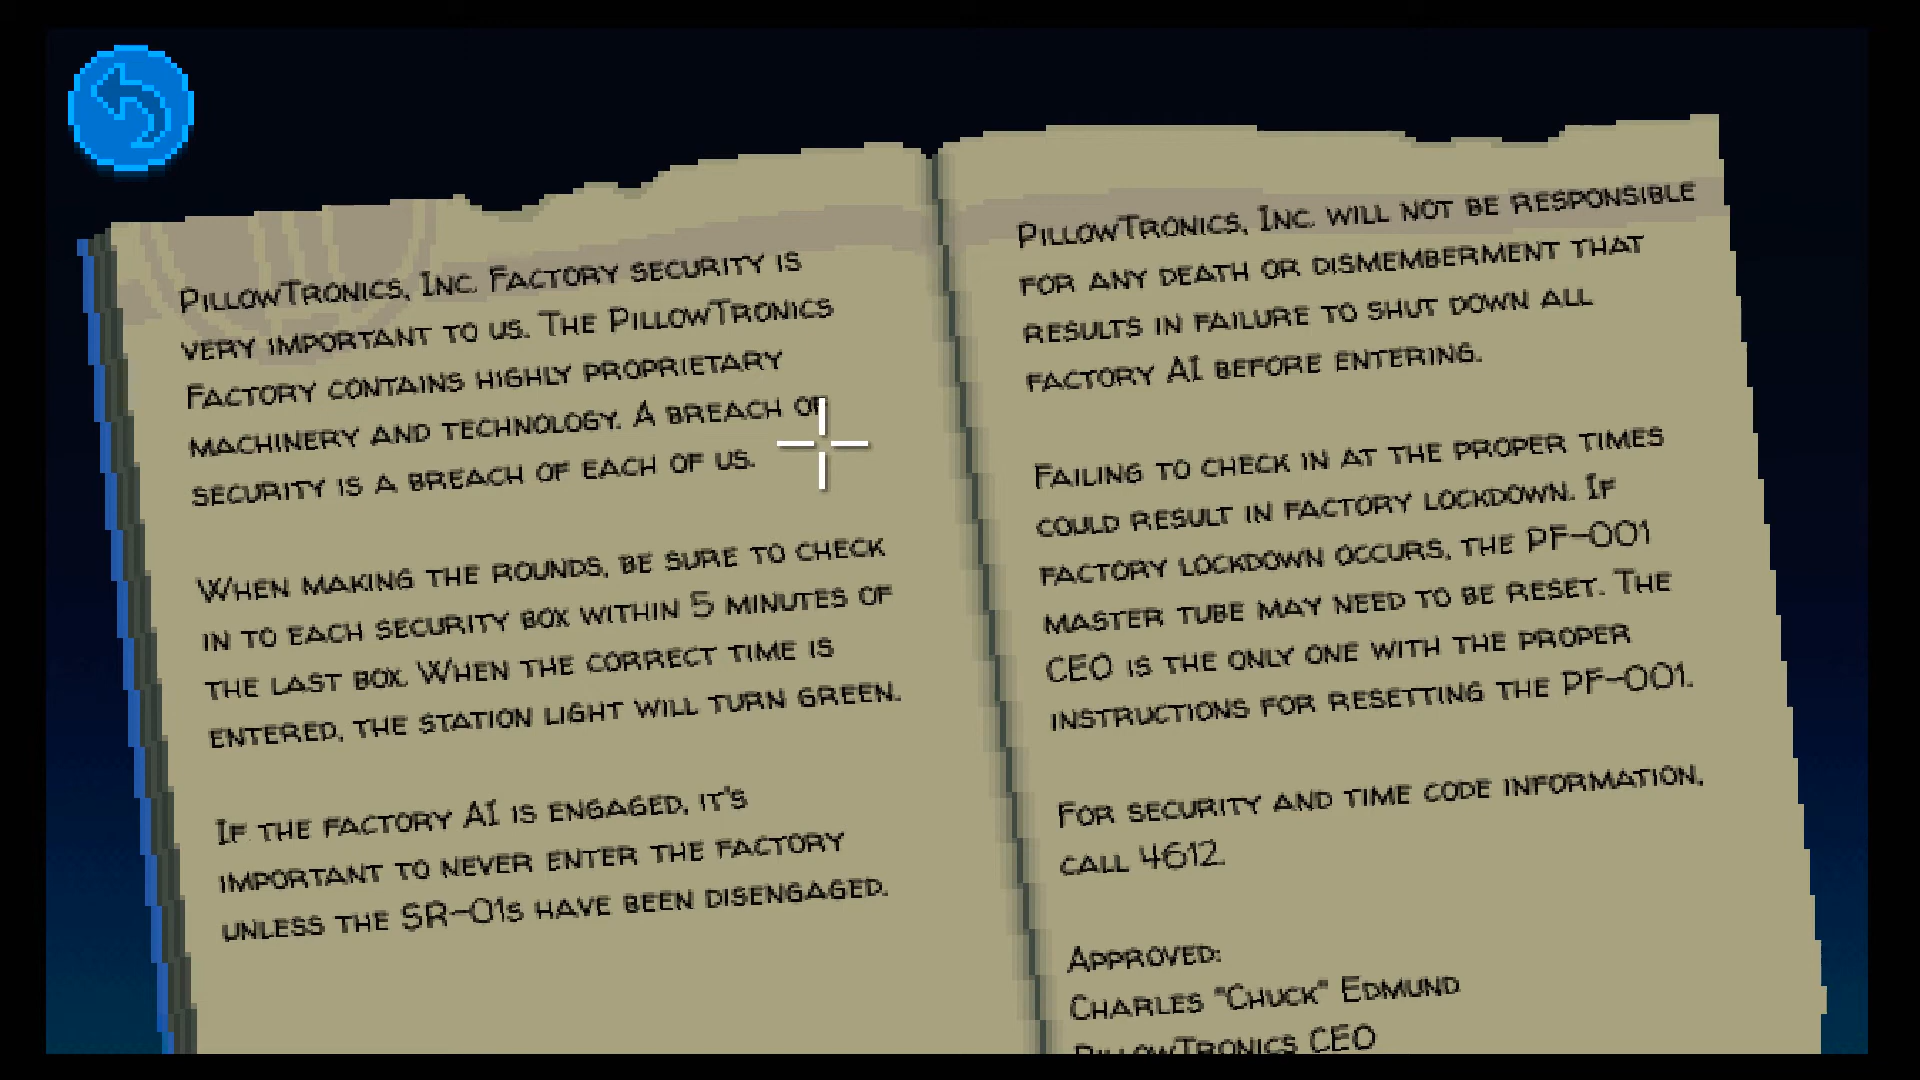 PillowTronics, Inc. Factory security is
very important to us. The PillowTronics
Factory contains highly proprietary
machinery and technology. A breach of
security is a breach of each of us.
When making the rounds, be sure to check
in to each security box within 5 minutes of
the last box. When the correct time is
entered, the station light will turn green.
If the factory AI is engaged, it's
important to never enter the factory
unless the SR-01s have been disengaged.
PillowTronics, Inc. will not be responsible
for any death or dismemberment that
results in failure to shut down all
factory AI before entering.
Failing to check in at the proper times
could result in factory lockdown. If
factory lockdown occurs, the PF-001
master tube may need to be reset. The
CEO is the only one with the proper
instructions for resetting the PF-001.
For security and time code information,
call 4612.
Approved:
Charles "Chuck" Edmund
PillowTronics CEO